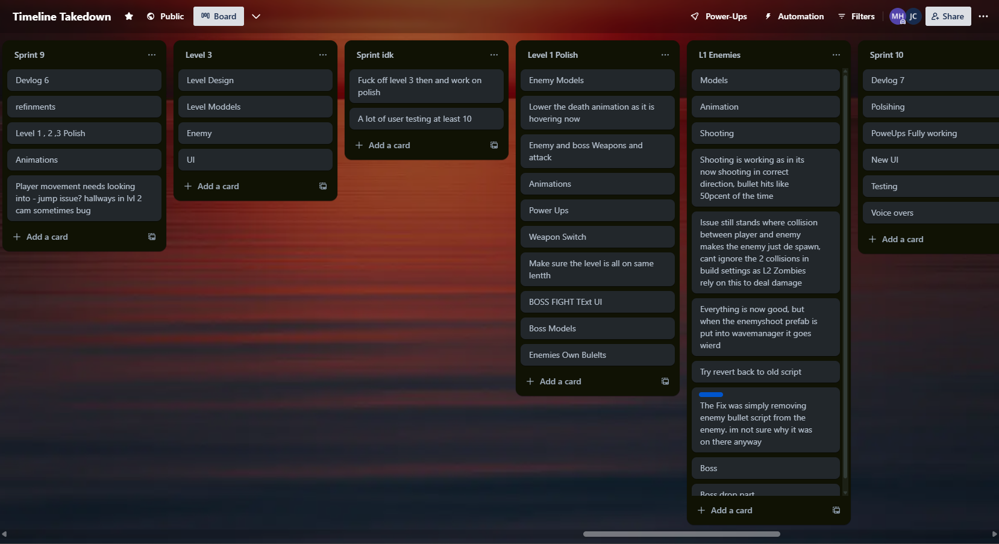 Timeline Takedown
Public
Board
Power-Ups
Automation
Filters
MH
JC
Share
Sprint 9
Devlog 6
refinments
Level 1 , 2 ,3 Polish
Animations
Player movement needs looking
into - jump issue? hallways in lvl 2
cam sometimes bug
Add a card
Level 3
Level Design
Level Moddels
Enemy
UI
Add a card
Sprint idk
Fuck off level 3 then and work on
polish
A lot of user testing at least 10
Add a card
Level 1 Polish
Enemy Models
Lower the death animation as it is
hovering now
Enemy and boss Weapons and
attack
Animations
Power Ups
Weapon Switch
Make sure the level is all on same
lentth
BOSS FIGHT TExt UI
Boss Models
Enemies Own Bulelts
Add a card
L1 Enemies
Models
Animation
Shooting
Shooting is working as in its
now shooting in correct
direction, bullet hits like
50pcent of the time
Issue still stands where collision
between player and enemy
makes the enemy just de spawn,
cant ignore the 2 collisions in
build settings as L2 Zombies
rely on this to deal damage
Everything is now good, but
when the enemyshoot prefab is
put into wavemanager it goes
wierd
Try revert back to old script
The Fix was simply removing
enemy bullet script from the
enemy. im not sure why it was
on there anyway
Boss
Boss drop part
Add a card
Sprint 10
Devlog 7
Polsihing
PoweUps Fully working
New UI
Testing
Voice overs
Add a card